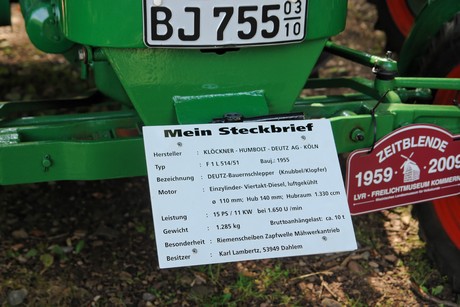 BJ 755 03
10
Mein Steckbrief
Hersteller : KLÖCKNER - HUMBOLT - DEUTZ AG - KÖLN
Typ : F 1 L 514/51 Bauj.: 1955
Bezeichnung : DEUTZ-Bauernschlepper (Knubbel/Klopfer)
Motor : Einzylinder- Viertakt-Diesel, luftgekühlt
ø 110 mm; Hub 140 mm; Hubraum 1.330 cm
Leistung : 15 PS / 11 KW bei 1.650 U / min
Gewicht : 1.285 kg Bruttoanhängelast: ca. 10 t
Besonderheit : Riemenscheiben Zapfwelle Mähwerkantrieb
Besitzer : Karl Lambertz, 53949 Dahlem
ZEITBLENDE
1959 - 2009
LVR - FREILICHTMUSEUM KOMMERN